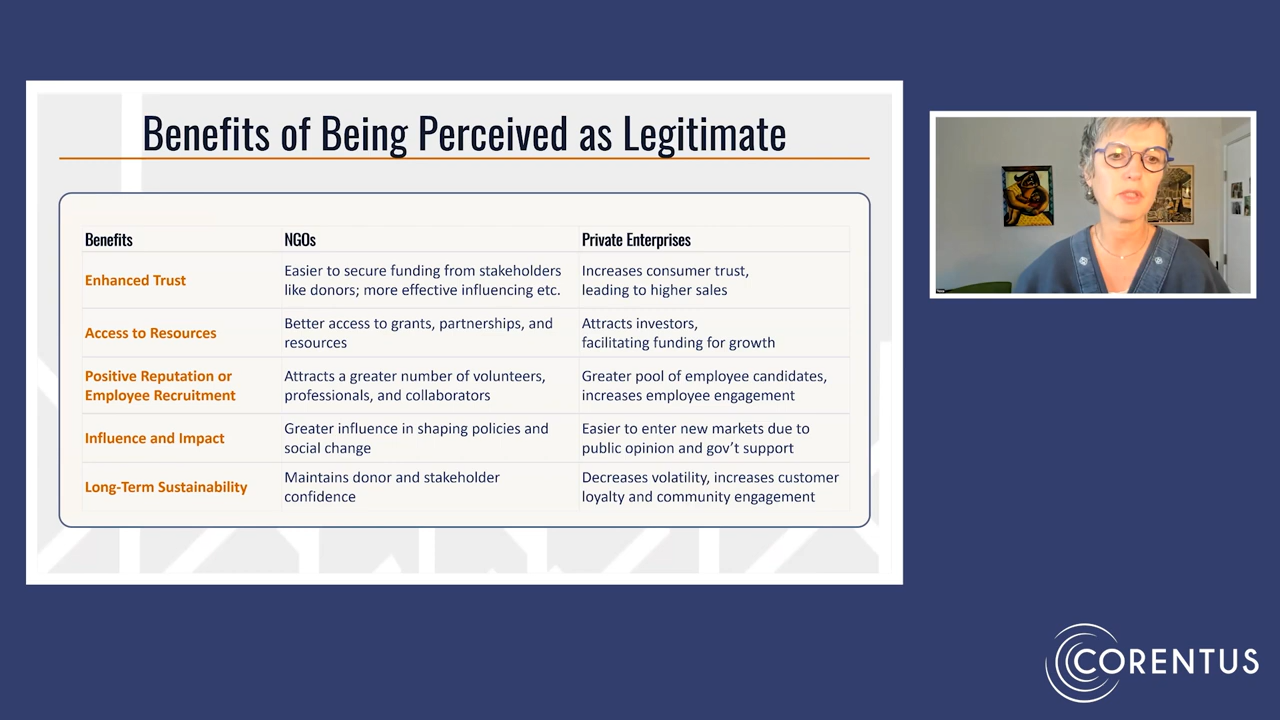 Benefits of Being Perceived as Legitimate
Benefits
NGOs
Private Enterprises
Enhanced Trust
Easier to secure funding from stakeholders
like donors; more effective influencing etc.
Increases consumer trust,
leading to higher sales
Access to Resources
Better access to grants, partnerships, and
resources
Attracts investors,
facilitating funding for growth
Positive Reputation or
Employee Recruitment
Attracts a greater number of volunteers,
professionals, and collaborators
Greater pool of employee candidates,
increases employee engagement
Influence and Impact
Greater influence in shaping policies and
social change
Easier to enter new markets due to
public opinion and gov't support
Long-Term Sustainability
Maintains donor and stakeholder
confidence
Decreases volatility, increases customer
loyalty and community engagement
CORENTUS